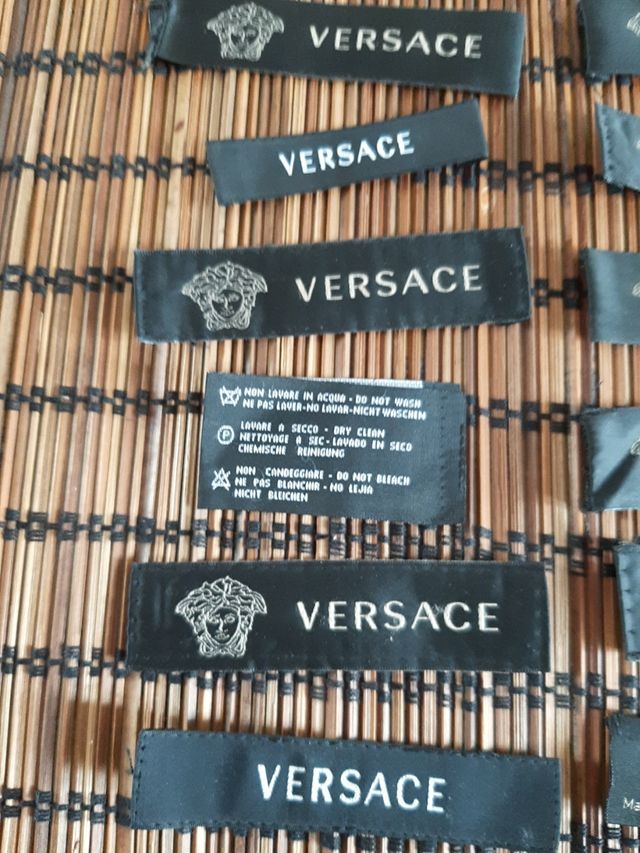 VERSACE
VERSACE
VERSACE
NON LAVARE IN ACQUA - DO NOT WASH
NE PAS LAVER-NO LAVAR-NICHT WASCHEN
LAVARE A SECCO - DRY CLEAN
NETTOYAGE A SEC-LAVADO EN SECO
CHEMISCHE REINIGUNG
NON CANDEGGIARE - DO NOT BLEACH
NE PAS BLANCHIR - NO LEJIA
NICHT BLEICHEN
VERSACE
VERSACE
Ma